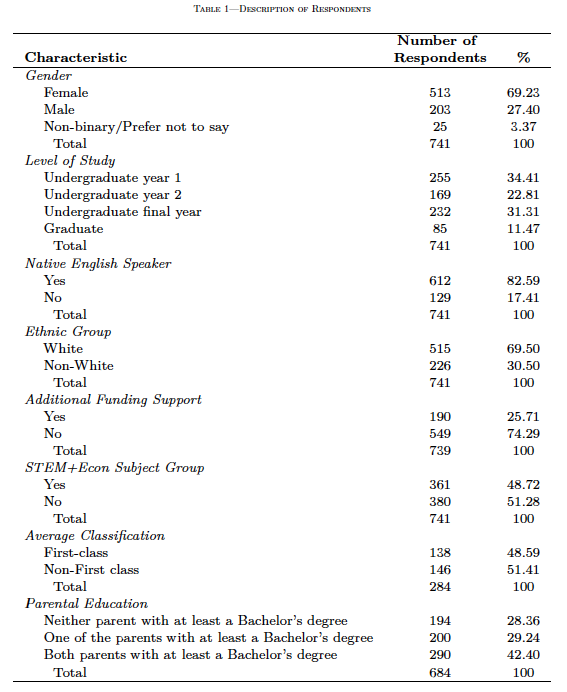 Table 1—Description of Respondents
Number of
Characteristic Respondents %
Gender
Female 513 69.23
Male 203 27.40
Non-binary/Prefer not to say 25 3.37
Total 741 100
Level of Study
Undergraduate year 1 255 34.41
Undergraduate year 2 169 22.81
Undergraduate final year 232 31.31
Graduate 85 11.47
Total 741 100
Native English Speaker
Yes 612 82.59
No 129 17.41
Total 741 100
Ethnic Group
White 515 69.50
Non-White 226 30.50
Total 741 100
Additional Funding Support
Yes 190 25.71
No 549 74.29
Total 739 100
STEM+Econ Subject Group
Yes 361 48.72
No 380 51.28
Total 741 100
Average Classification
First-class 138 48.59
Non-First class 146 51.41
Total 284 100
Parental Education
Neither parent with at least a Bachelor's degree 194 28.36
One of the parents with at least a Bachelor's degree 200 29.24
Both parents with at least a Bachelor's degree 290 42.40
Total 684 100